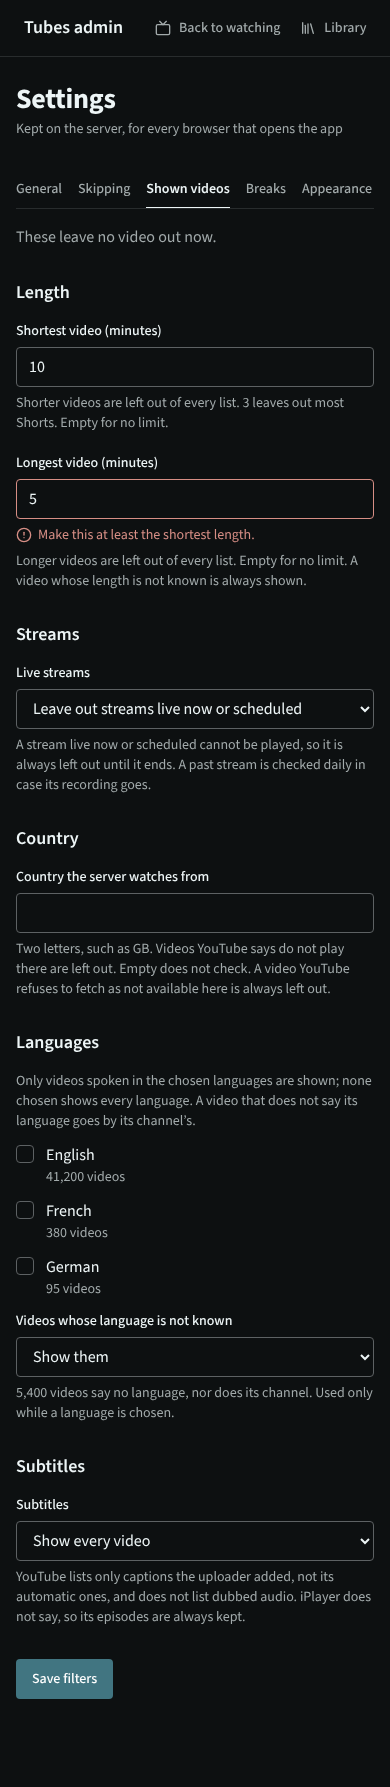 Tubes admin
Back to watching
Library
Settings
Kept on the server, for every browser that opens the app
General
Skipping
Shown videos
Breaks
Appearance
These leave no video out now.
Length
Shortest video (minutes)
10
Shorter videos are left out of every list. 3 leaves out most
Shorts. Empty for no limit.
Longest video (minutes)
5
Make this at least the shortest length.
Longer videos are left out of every list. Empty for no limit. A
video whose length is not known is always shown.
Streams
Live streams
Leave out streams live now or scheduled
A stream live now or scheduled cannot be played, so it is
always left out until it ends. A past stream is checked daily in
case its recording goes.
Country
Country the server watches from
Two letters, such as GB. Videos YouTube says do not play
there are left out. Empty does not check. A video YouTube
refuses to fetch as not available here is always left out.
Languages
Only videos spoken in the chosen languages are shown; none
chosen shows every language. A video that does not say its
language goes by its channel's.
English
41,200 videos
French
380 videos
German
95 videos
Videos whose language is not known
Show them
5,400 videos say no language, nor does its channel. Used only
while a language is chosen.
Subtitles
Subtitles
Show every video
YouTube lists only captions the uploader added, not its
automatic ones, and does not list dubbed audio. iPlayer does
not say, so its episodes are always kept.
Save filters